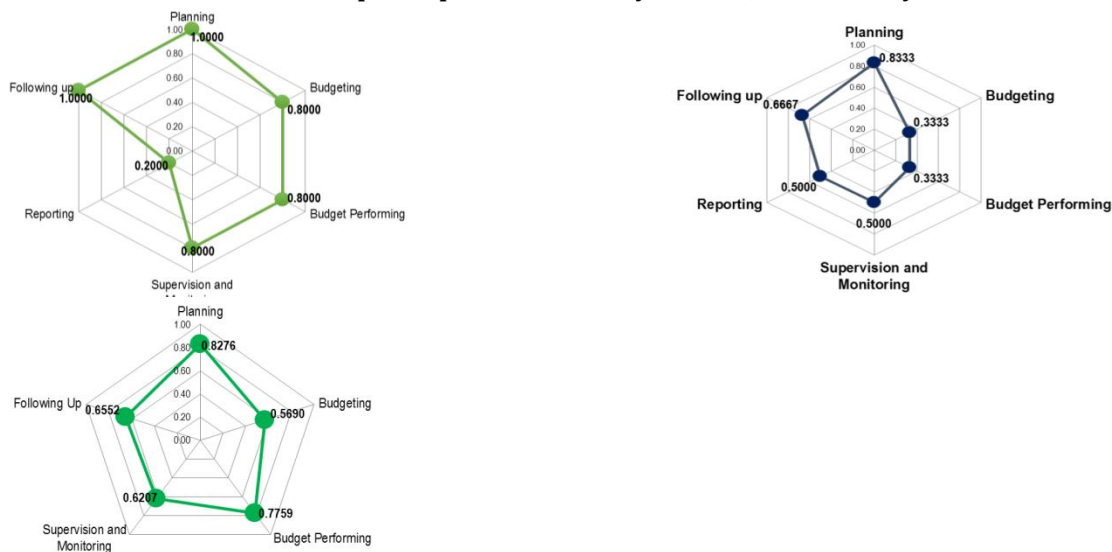 Planning
1.00
1.0000
0.80
0.60
0.40
0.20
0.00
Following up
1.0000
Budgeting
0.8000
0.2000
0.8000
Reporting
Budget Performing
0.8000
Supervision and
Planning
1.00
0.8333
0.80
0.60
0.40
0.20
0.00
Following up
0.6667
Budgeting
0.3333
0.3333
0.5000
Reporting
Budget Performing
0.5000
Supervision and
Monitoring
Planning
1.00
0.8276
0.80
0.60
0.40
0.20
0.00
Following Up
0.6552
Budgeting
0.5690
0.6207
0.7759
Supervision and
Monitoring
Budget Performing